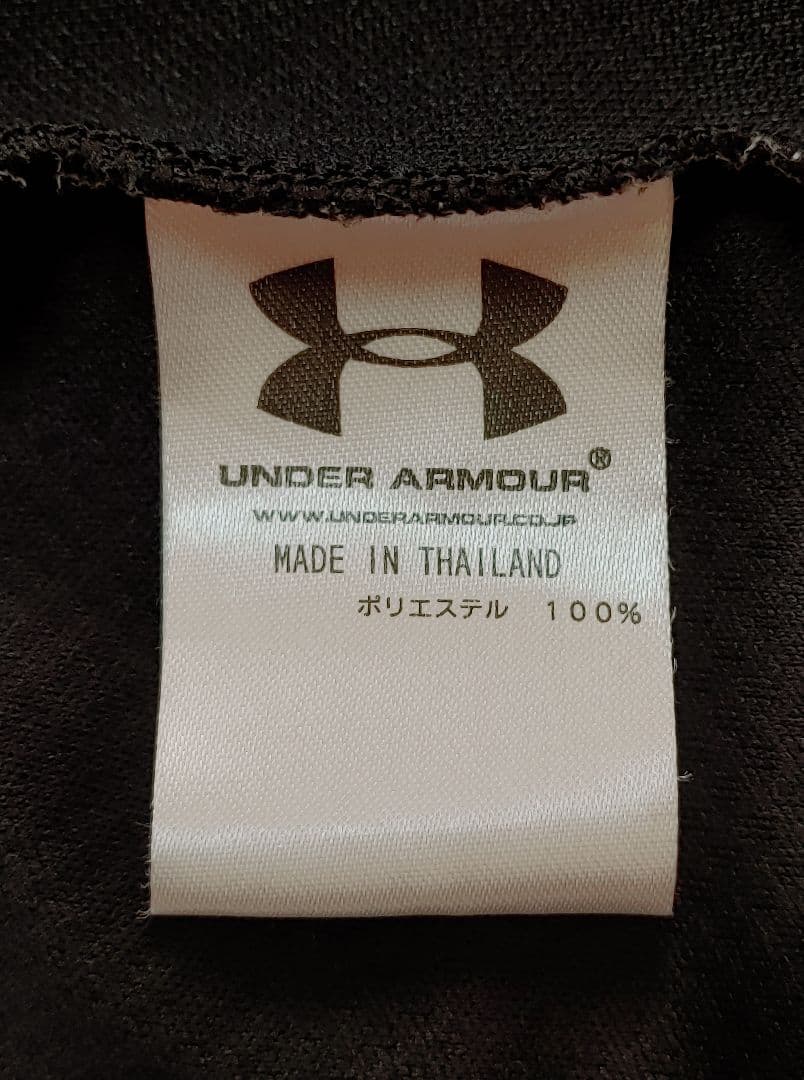 UNDER ARMOUR®
WWW.UNDERARMOUR.CO.JP
MADE IN THAILAND
ポリエステル １００％